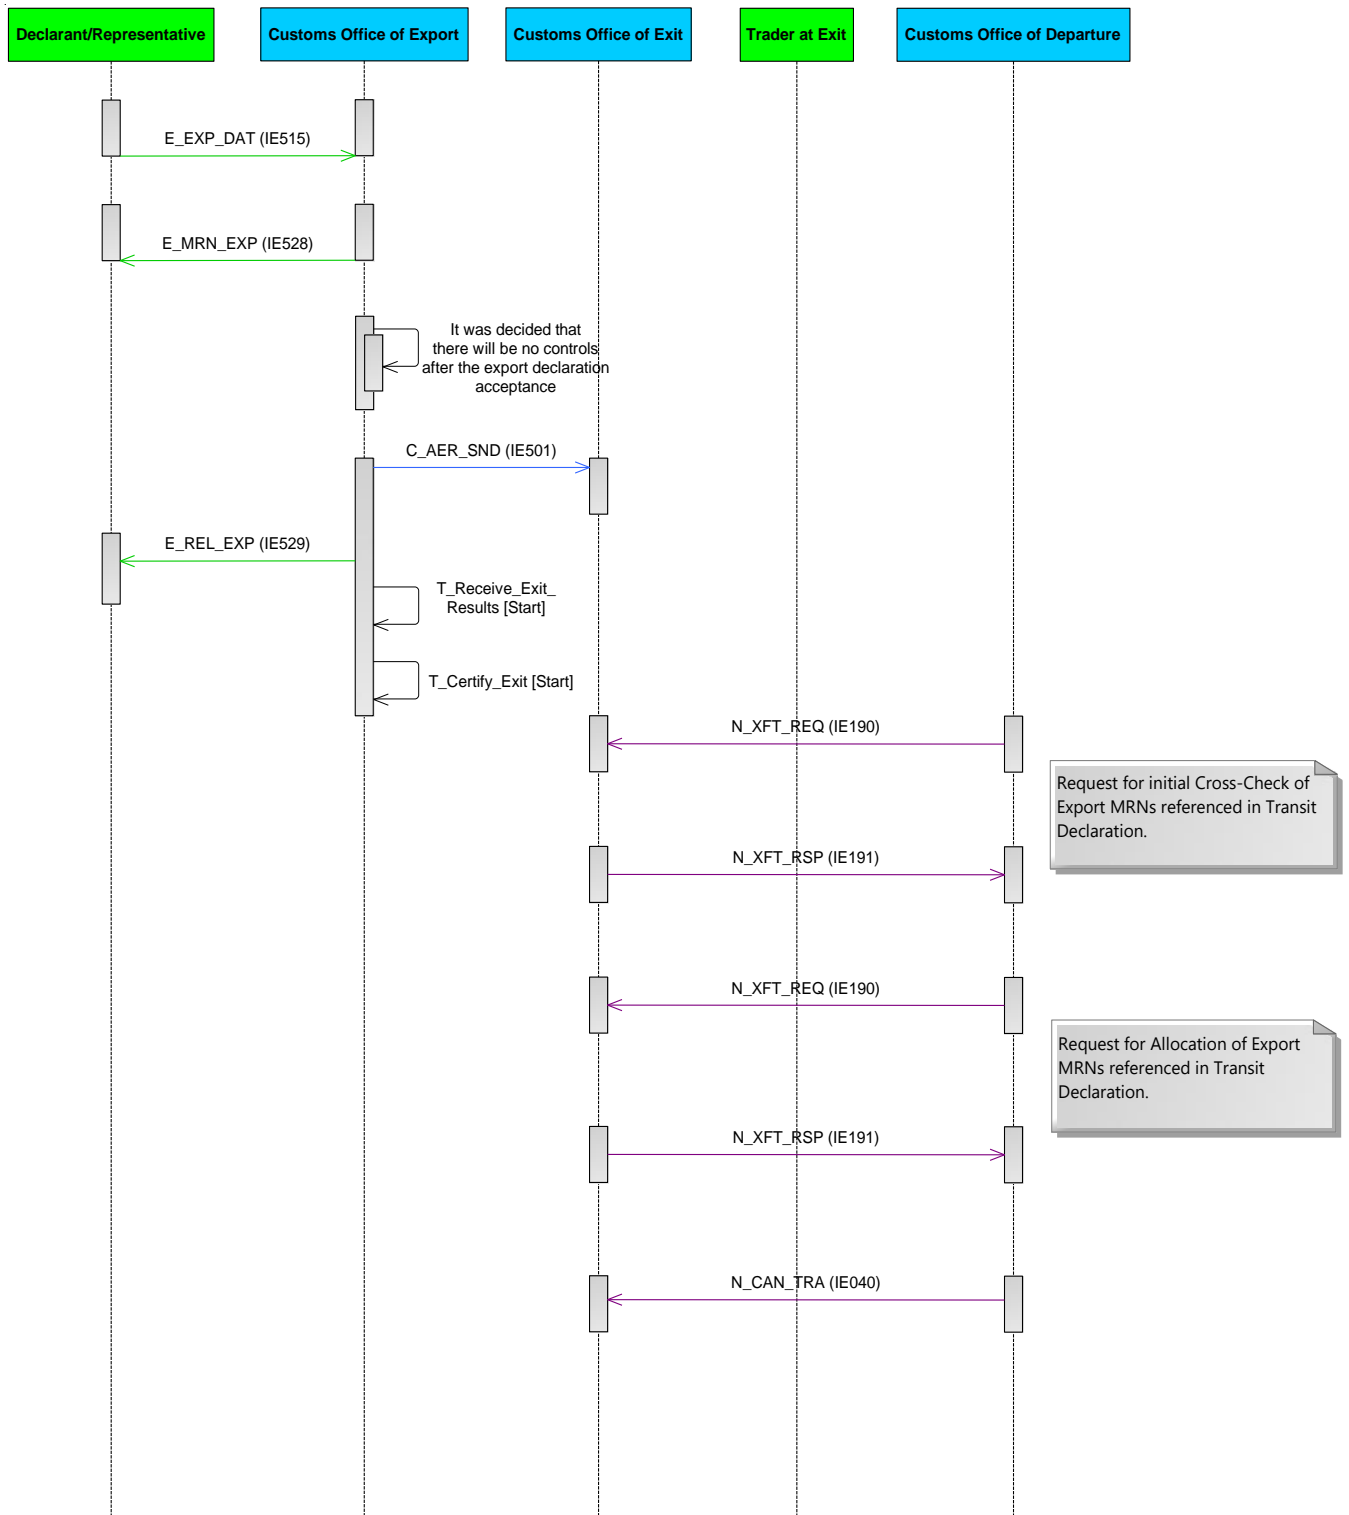 Declarant/Representative
Customs Office of Export
Customs Office of Exit
Trader at Exit
Customs Office of Departure
E_EXP_DAT (IE515)
E_MRN_EXP (IE528)
It was decided that
there will be no controls
after the export declaration
acceptance
C_AER_SND (IE501)
E_REL_EXP (IE529)
T_Receive_Exit_
Results [Start]
T_Certify_Exit [Start]
N_XFT_REQ (IE190)
Request for initial Cross-Check of
Export MRNs referenced in Transit
Declaration.
N_XFT_RSP (IE191)
N_XFT_REQ (IE190)
Request for Allocation of Export
MRNs referenced in Transit
Declaration.
N_XFT_RSP (IE191)
N_CAN_TRA (IE040)